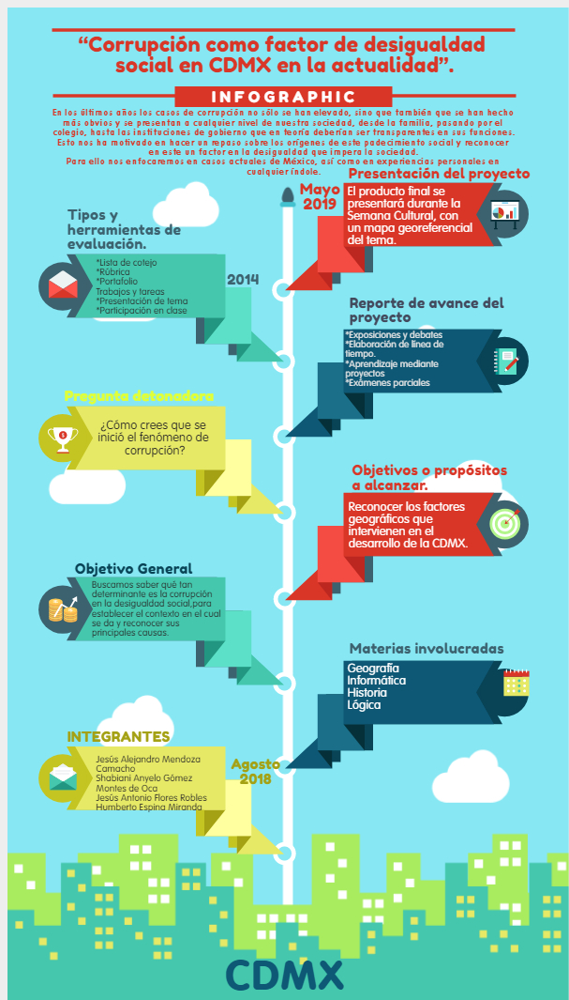 “Corrupción como factor de desigualdad
social en CDMX en la actualidad”.
INFOGRAPHIC
En los últimos años los casos de corrupción no sólo se han elevado, sino que también que se han hecho
más obvios y se presentan a cualquier nivel de nuestra sociedad, desde la familia, pasando por el
colegio, hasta las instituciones de gobierno que en teoría deberían ser transparentes en sus funciones.
Esto nos ha motivado en hacer un repaso sobre los orígenes de este padecimiento social y reconocer
en este un factor en la desigualdad que impera la sociedad.
Para ello nos enfocaremos en casos actuales de México, así como en experiencias personales en
cualquier índole.
Presentación del proyecto
Mayo
2019
El producto final se
presentará durante la
Semana Cultural, con
un mapa georeferencial
del tema.
Tipos y
herramientas de
evaluación.
*Lista de cotejo
*Rúbrica
*Portafolio
Trabajos y tareas
*Presentación de tema
*Participación en clase
2014
Reporte de avance del
proyecto
*Exposiciones y debates
*Elaboración de línea de
tiempo.
*Aprendizaje mediante
proyectos
*Exámenes parciales
Pregunta detonadora
¿Cómo crees que se
inició el fenómeno de
corrupción?
Objetivos o propósitos
a alcanzar.
Reconocer los factores
geográficos que
intervienen en el
desarrollo de la CDMX.
Objetivo General
Buscamos saber qué tan
determinante es la corrupción
en la desigualdad social,para
establecer el contexto en el cual
se da y reconocer sus
principales causas.
Materias involucradas
Geografía
Informática
Historia
Lógica
INTEGRANTES
Jesús Alejandro Mendoza
Camacho
Shabiani Anyelo Gómez
Montes de Oca
Jesús Antonio Flores Robles
Humberto Espina Miranda
Agosto
2018
CDMX